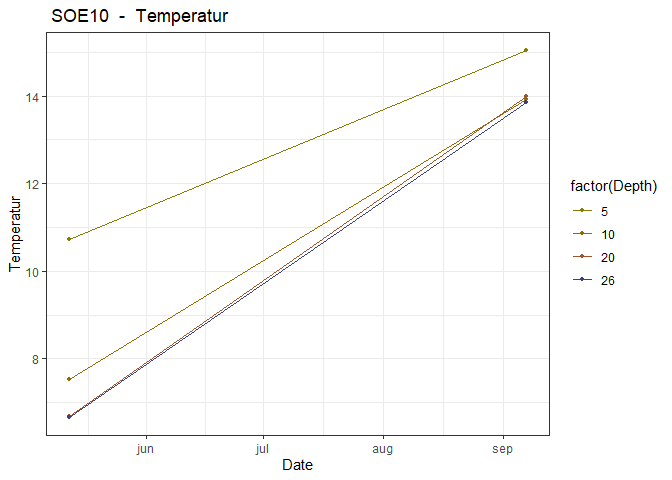 SOE10 - Temperatur
Temperatur
14
12
10
8
jun
jul
aug
sep
Date
factor(Depth)
5
10
20
26